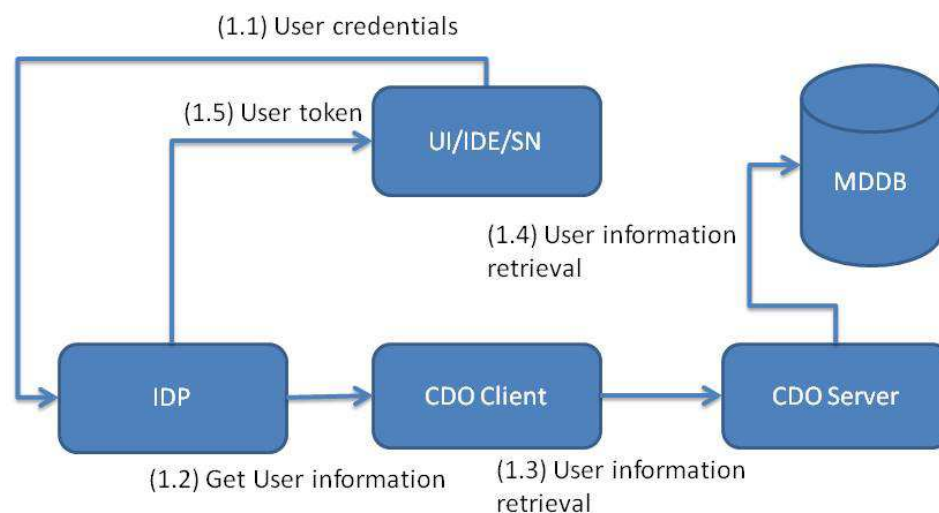 (1.1) User credentials
(1.5) User token
UI/IDE/SN
MDDB
(1.4) User information
retrieval
IDP
CDO Client
CDO Server
(1.2) Get User information
(1.3) User information
retrieval